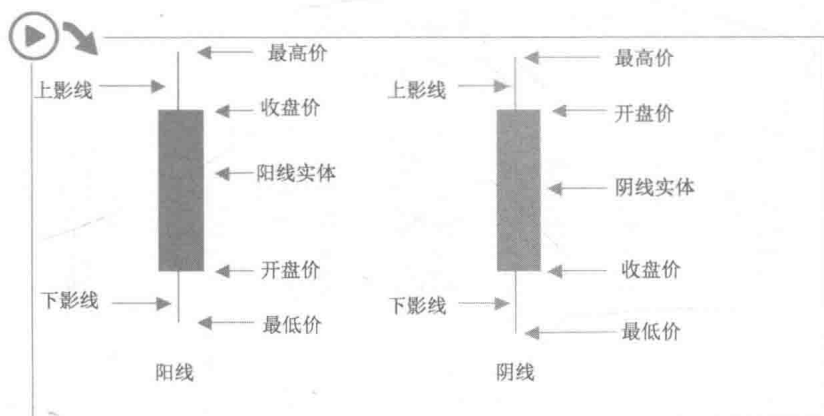 最高价
上影线
收盘价
阳线实体
开盘价
下影线
最低价
阳线
最高价
上影线
开盘价
阴线实体
收盘价
下影线
最低价
阴线